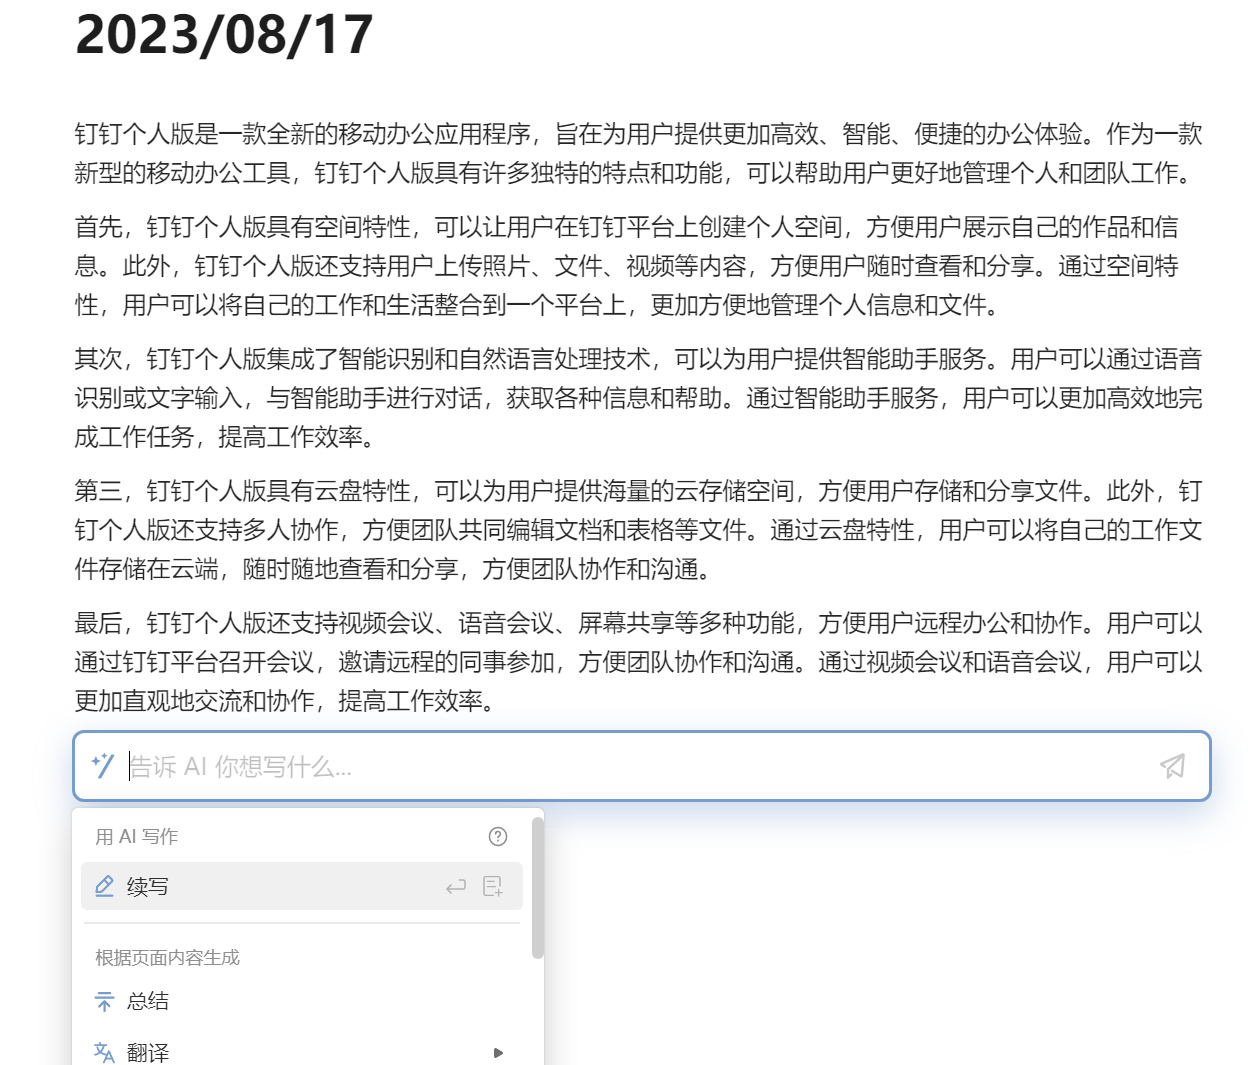 2023/08/17
钉钉个人版是一款全新的移动办公应用程序，旨在为用户提供更加高效、智能、便捷的办公体验。作为一款
新型的移动办公工具，钉钉个人版具有许多独特的特点和功能，可以帮助用户更好地管理个人和团队工作。
首先，钉钉个人版具有空间特性，可以让用户在钉钉平台上创建个人空间，方便用户展示自己的作品和信
息。此外，钉钉个人版还支持用户上传照片、文件、视频等内容，方便用户随时查看和分享。通过空间特
性，用户可以将自己的工作和生活整合到一个平台上，更加方便地管理个人信息和文件。
其次，钉钉个人版集成了智能识别和自然语言处理技术，可以为用户提供智能助手服务。用户可以通过语音
识别或文字输入，与智能助手进行对话，获取各种信息和帮助。通过智能助手服务，用户可以更加高效地完
成工作任务，提高工作效率。
第三，钉钉个人版具有云盘特性，可以为用户提供海量的云存储空间，方便用户存储和分享文件。此外，钉
钉个人版还支持多人协作，方便团队共同编辑文档和表格等文件。通过云盘特性，用户可以将自己的工作文
件存储在云端，随时随地查看和分享，方便团队协作和沟通。
最后，钉钉个人版还支持视频会议、语音会议、屏幕共享等多种功能，方便用户远程办公和协作。用户可以
通过钉钉平台召开会议，邀请远程的同事参加，方便团队协作和沟通。通过视频会议和语音会议，用户可以
更加直观地交流和协作，提高工作效率。
告诉 AI 你想写什么...
用 AI 写作
续写
根据页面内容生成
总结
翻译